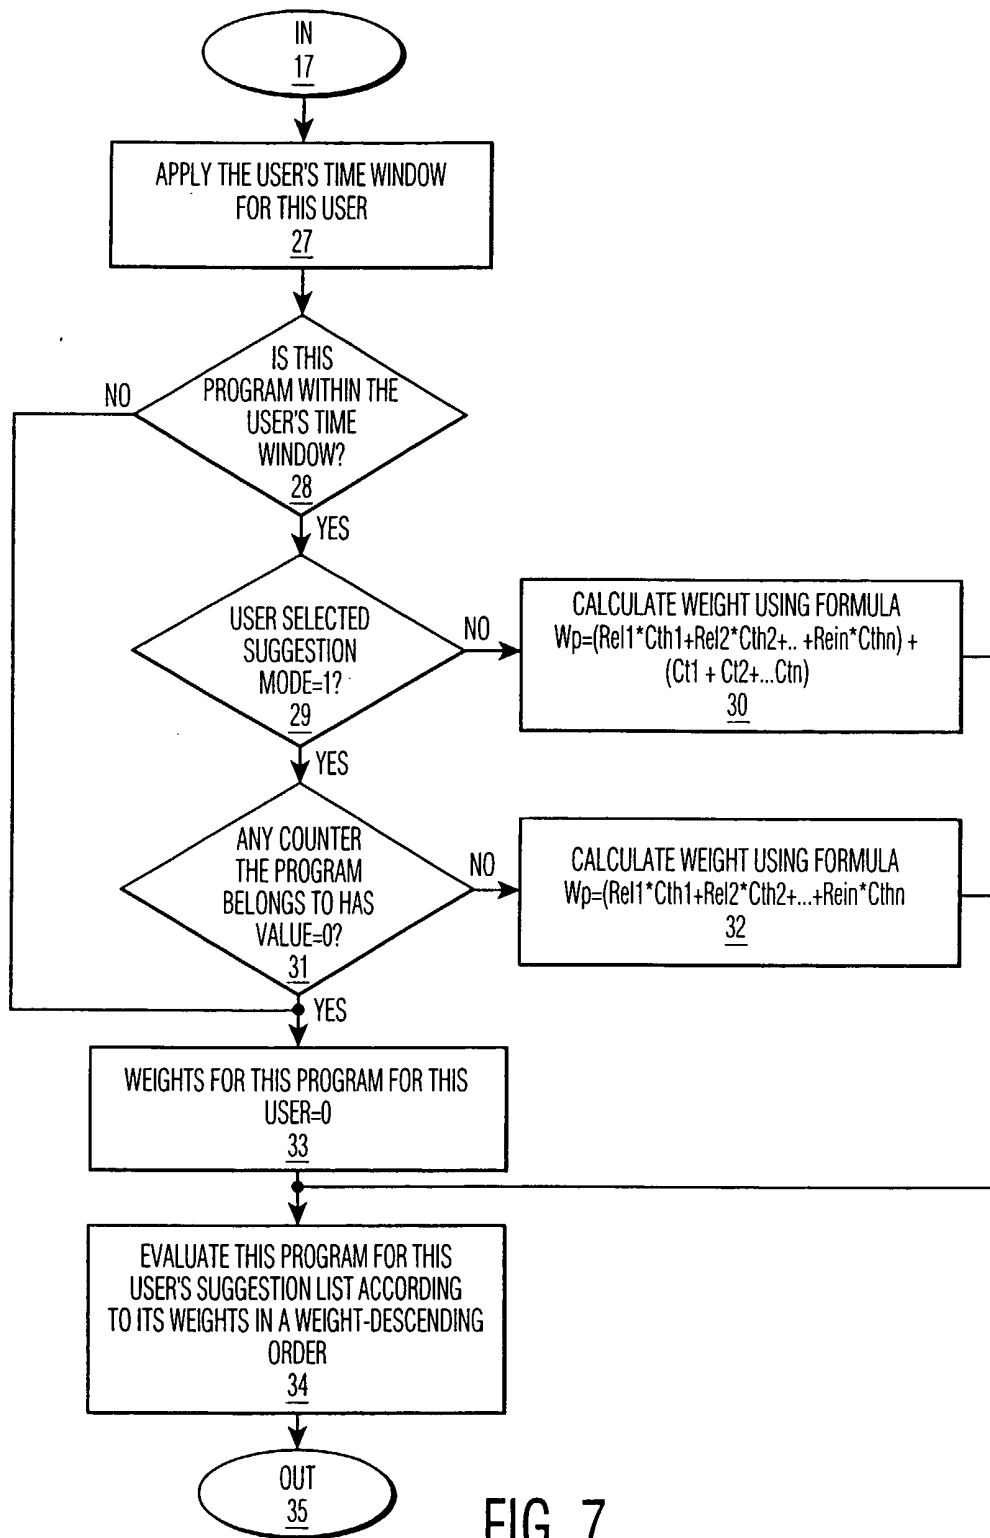 IN
17
APPLY THE USER'S TIME WINDOW
FOR THIS USER
27
IS THIS
PROGRAM WITHIN THE
USER'S TIME
WINDOW?
28
NO
YES
USER SELECTED
SUGGESTION
MODE=1?
29
NO
CALCULATE WEIGHT USING FORMULA
Wp=(Rel1*Cth1+Rel2*Cth2+.. +Rein*Cthn) +
(Ct1 + Ct2+...Ctn)
30
YES
ANY COUNTER
THE PROGRAM
BELONGS TO HAS
VALUE=0?
31
NO
CALCULATE WEIGHT USING FORMULA
Wp=(Rel1*Cth1+Rel2*Cth2+...+Rein*Cthn
32
YES
WEIGHTS FOR THIS PROGRAM FOR THIS
USER=0
33
EVALUATE THIS PROGRAM FOR THIS
USER'S SUGGESTION LIST ACCORDING
TO ITS WEIGHTS IN A WEIGHT-DESCENDING
ORDER
34
OUT
35
FIG. 7